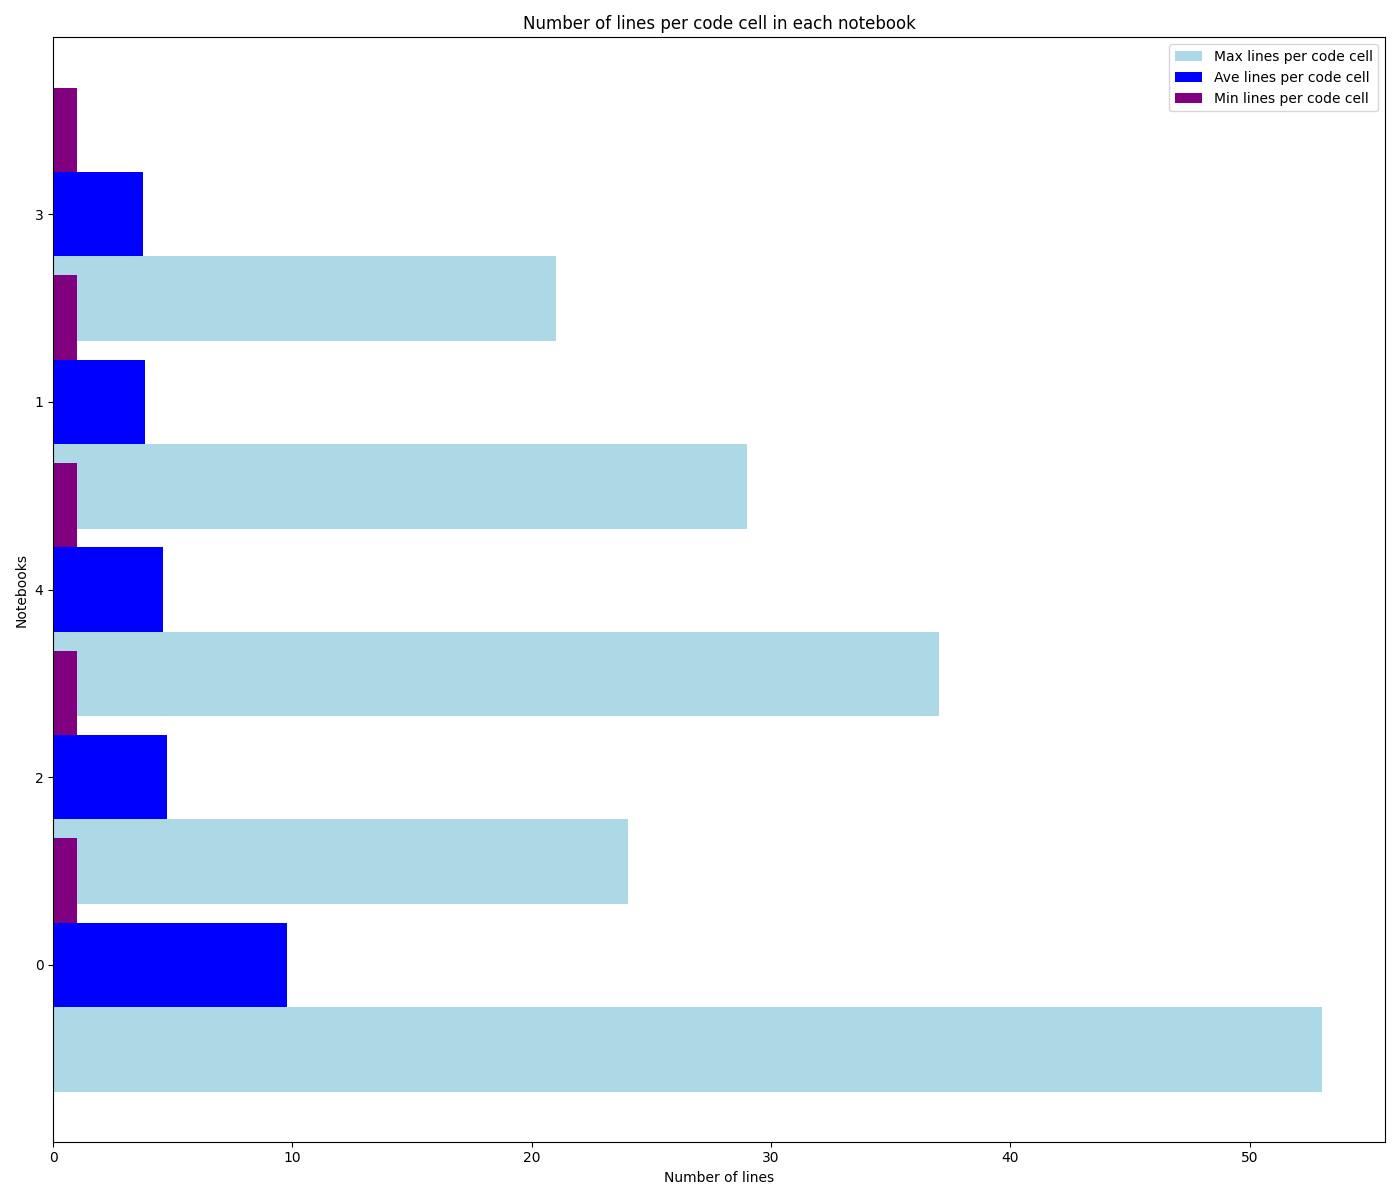 Number of lines per code cell in each notebook
Max lines per code cell
Ave lines per code cell
Min lines per code cell
3
1
4
2
0
Notebooks
0 10 20 30 40 50
Number of lines